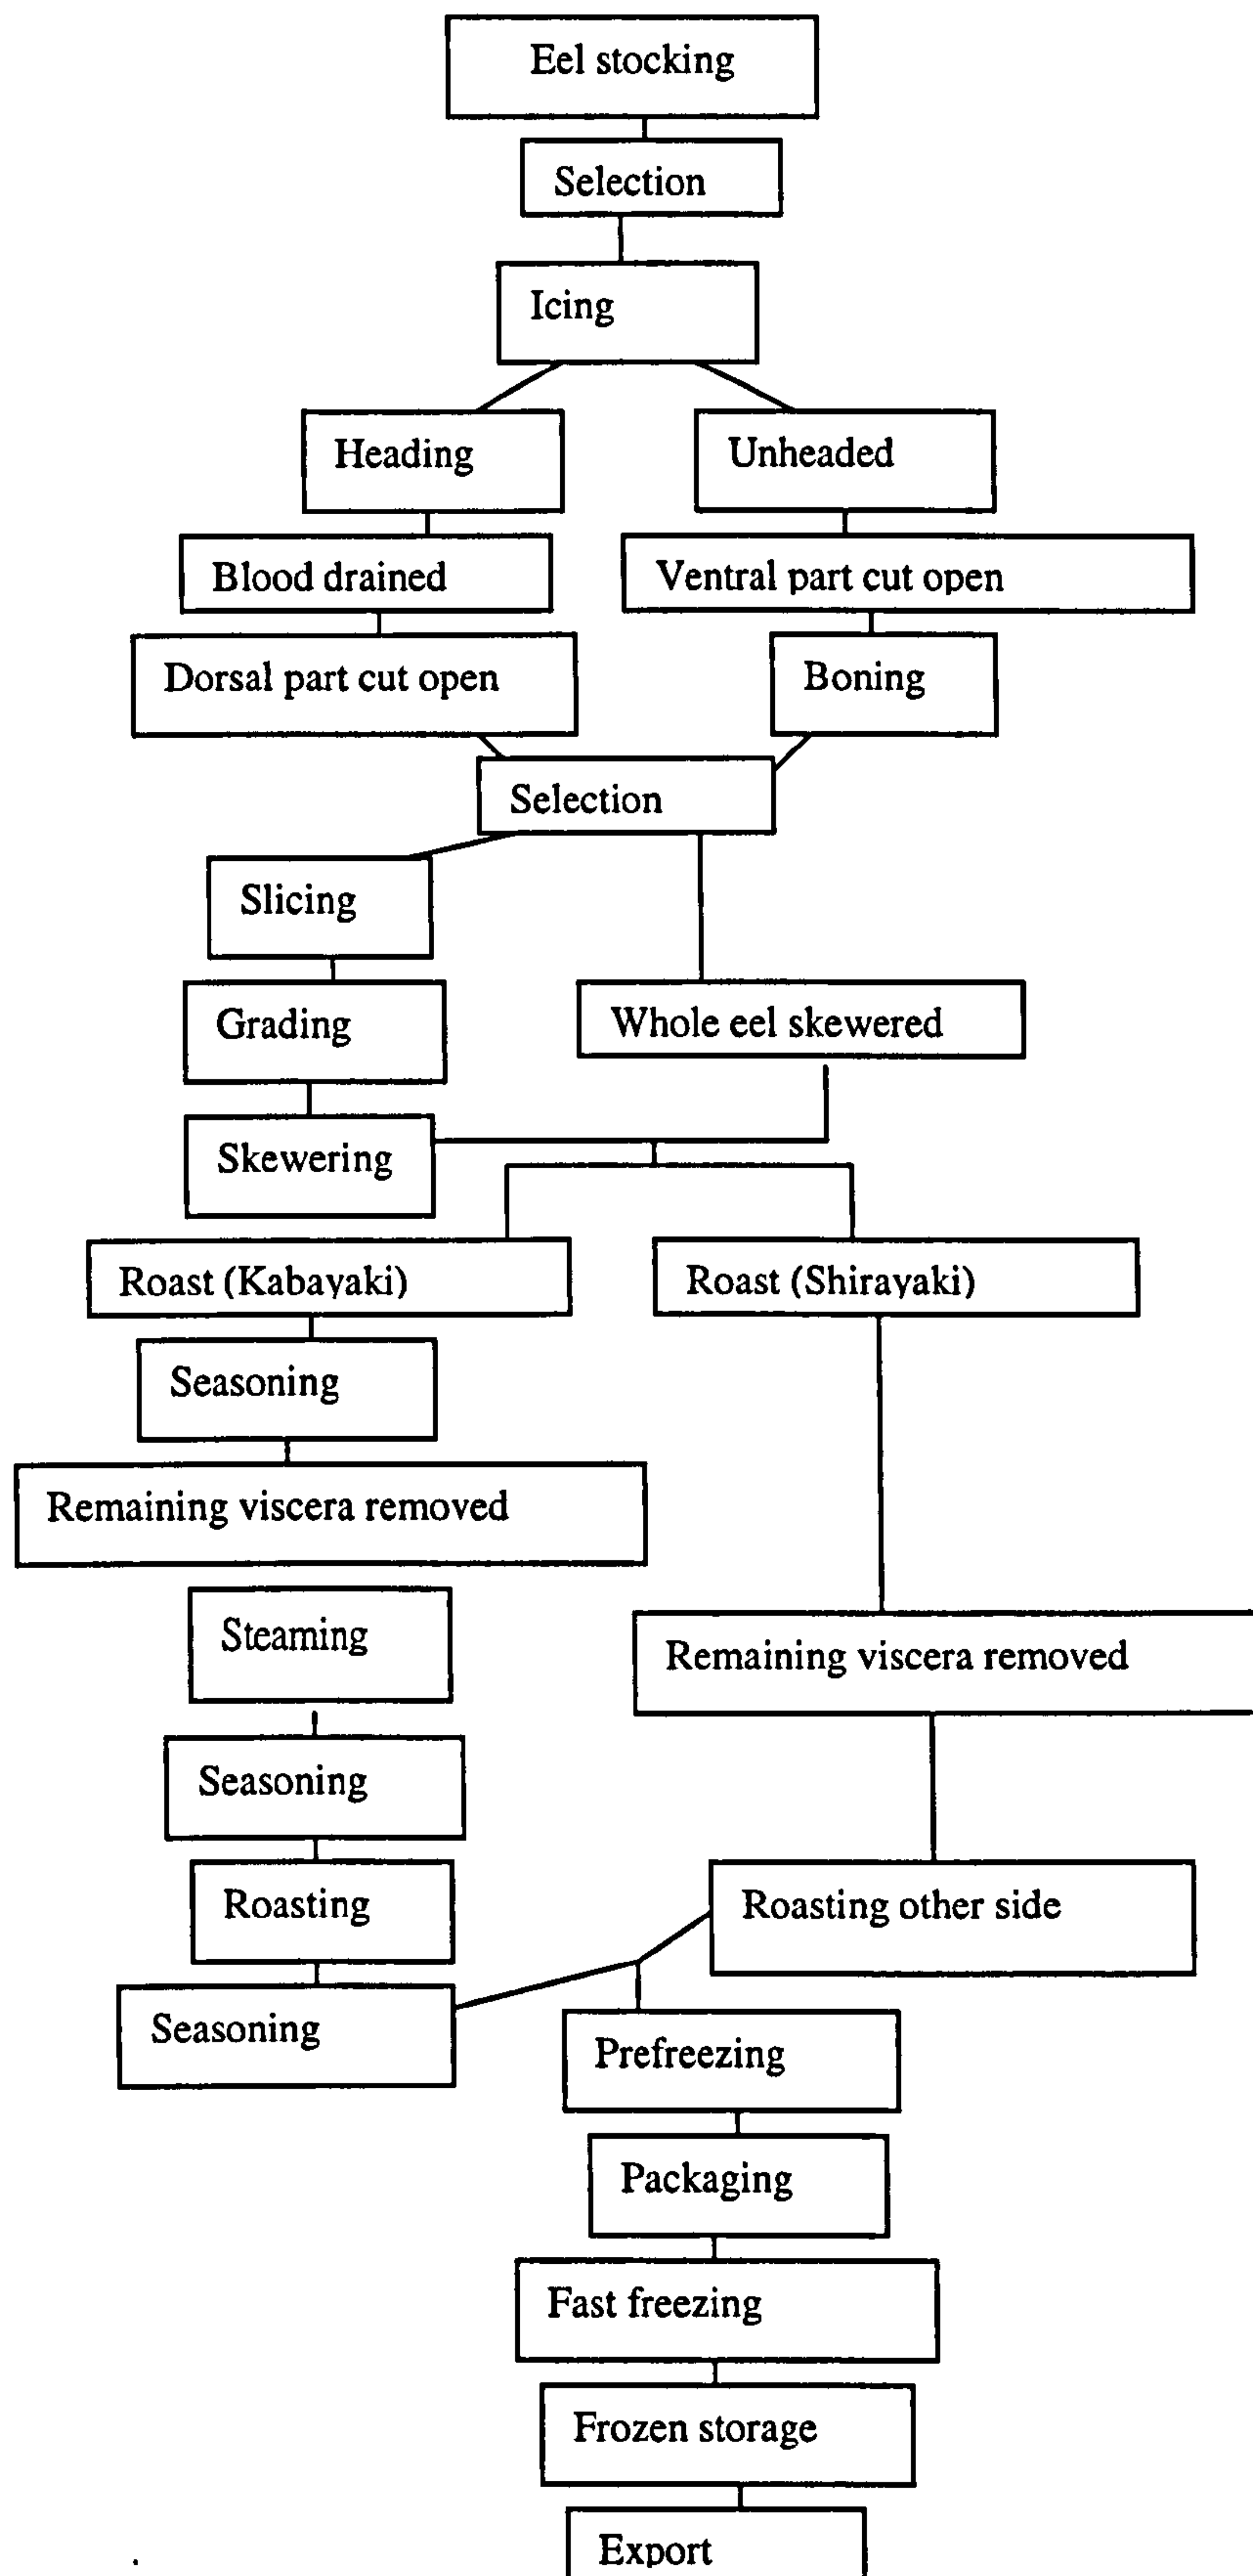 Eel stocking
Selection
Icing
Heading
Unheaded
Blood drained
Ventral part cut open
Dorsal part cut open
Boning
Selection
Slicing
Grading
Whole eel skewered
Skewering
Roast (Kabayaki)
Roast (Shirayaki)
Seasoning
Remaining viscera removed
Steaming
Remaining viscera removed
Seasoning
Roasting
Roasting other side
Seasoning
Prefreezing
Packaging
Fast freezing
Frozen storage
Export